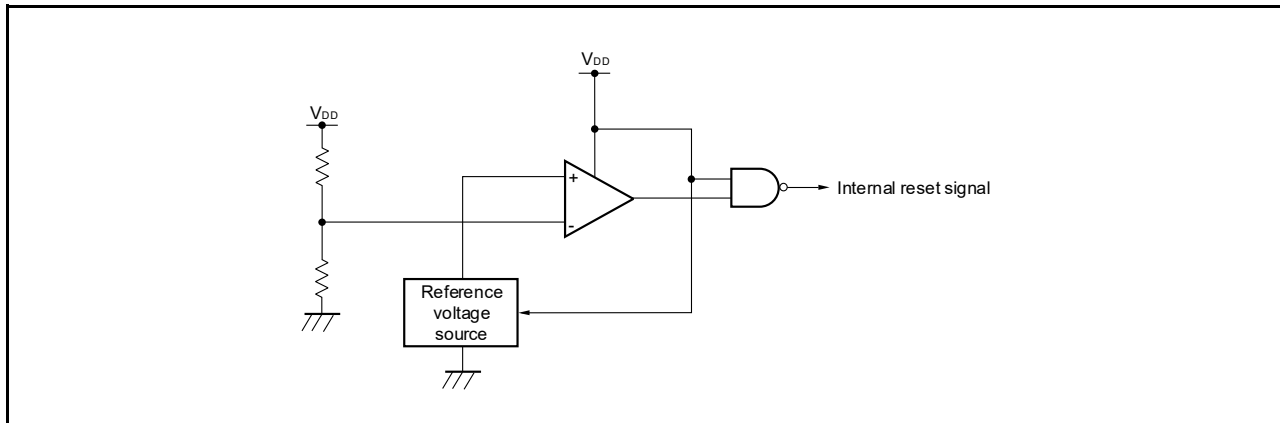 VDD
VDD
+
-
Internal reset signal
Reference
voltage
source